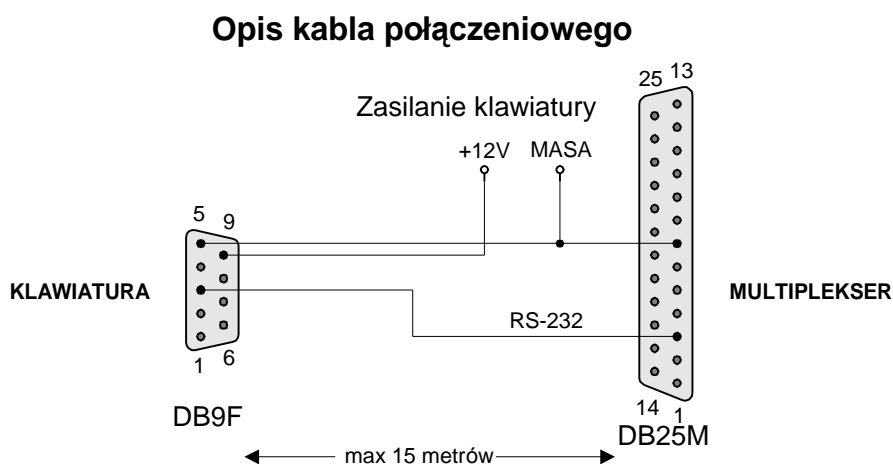 Opis kabla połączeniowego
25 13
Zasilanie klawiatury
+12V MASA
5 9
KLAWIATURA
MULTIPLEKSER
RS-232
1 6
14 1
DB9F
DB25M
max 15 metrów